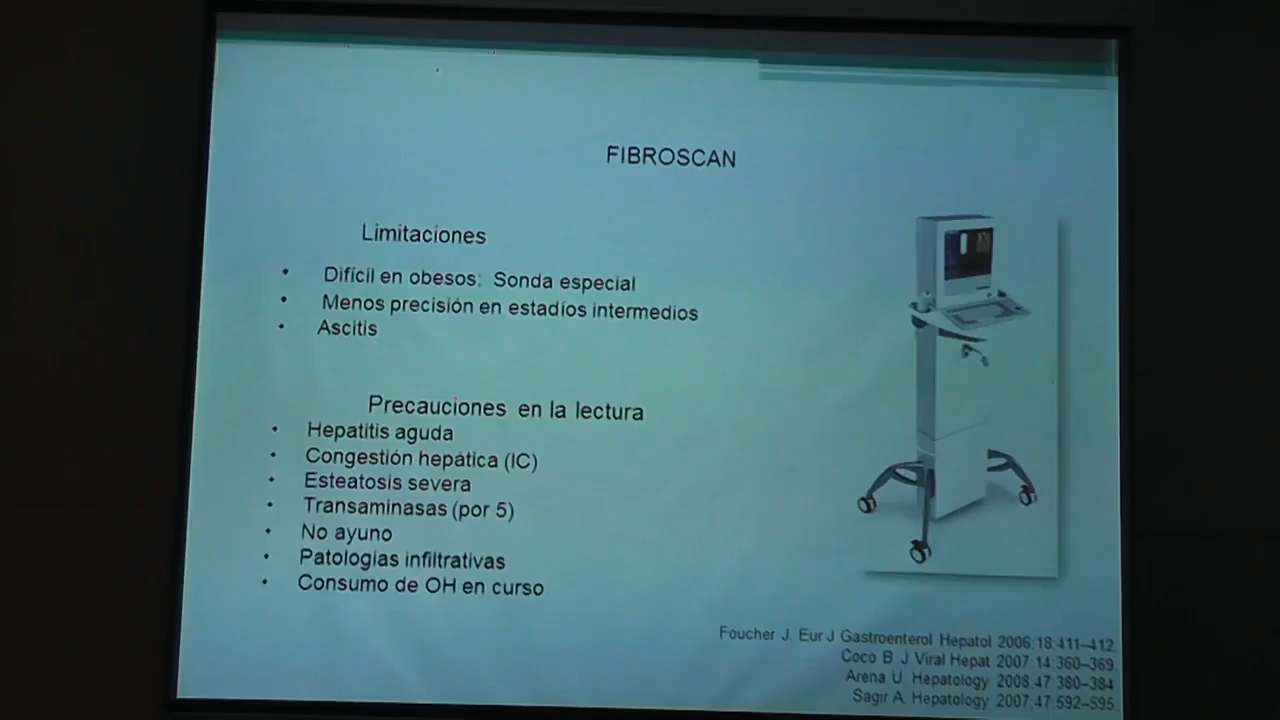 FIBROSCAN
Limitaciones
• Difícil en obesos: Sonda especial
• Menos precisión en estadíos intermedios
• Ascitis
Precauciones en la lectura
• Hepatitis aguda
• Congestión hepática (IC)
• Esteatosis severa
• Transaminasas (por 5)
• No ayuno
• Patologias infiltrativas
• Consumo de OH en curso
Foucher J. Eur J Gastroenterol Hepatol 2006:18:411–412.
Coco B. J Viral Hepat 2007:14:360–369.
Arena U. Hepatology 2008:47:380–384.
Sagir A. Hepatology 2007:47:592–595.